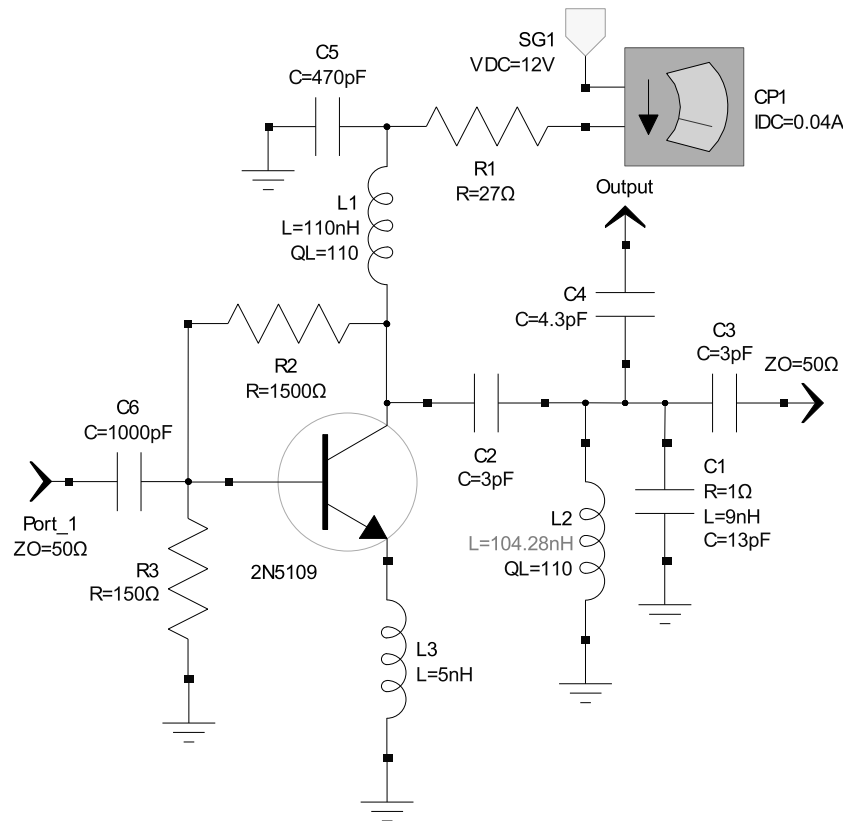 SG1
VDC=12V
C5
C=470pF
CP1
IDC=0.04A
R1
R=27Ω
Output
L1
L=110nH
QL=110
C4
C=4.3pF
C3
C=3pF
ZO=50Ω
R2
R=1500Ω
C6
C=1000pF
C2
C=3pF
C1
R=1Ω
L=9nH
C=13pF
L2
L=104.28nH
QL=110
Port_1
ZO=50Ω
R3
R=150Ω
2N5109
L3
L=5nH